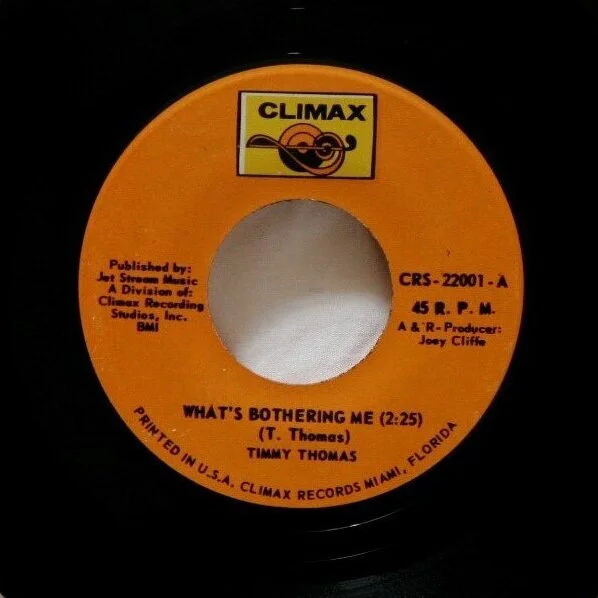 CLIMAX
Published by:
Jet Stream Music
A Division of:
Climax Recording
Studios, Inc.
BMI
CRS-22001-A
45 R. P. M.
A & R-Producer:
Joey Cliffe
WHAT'S BOTHERING ME (2:25)
(T. Thomas)
TIMMY THOMAS
PRINTED IN U.S.A. CLIMAX RECORDS MIAMI, FLORIDA